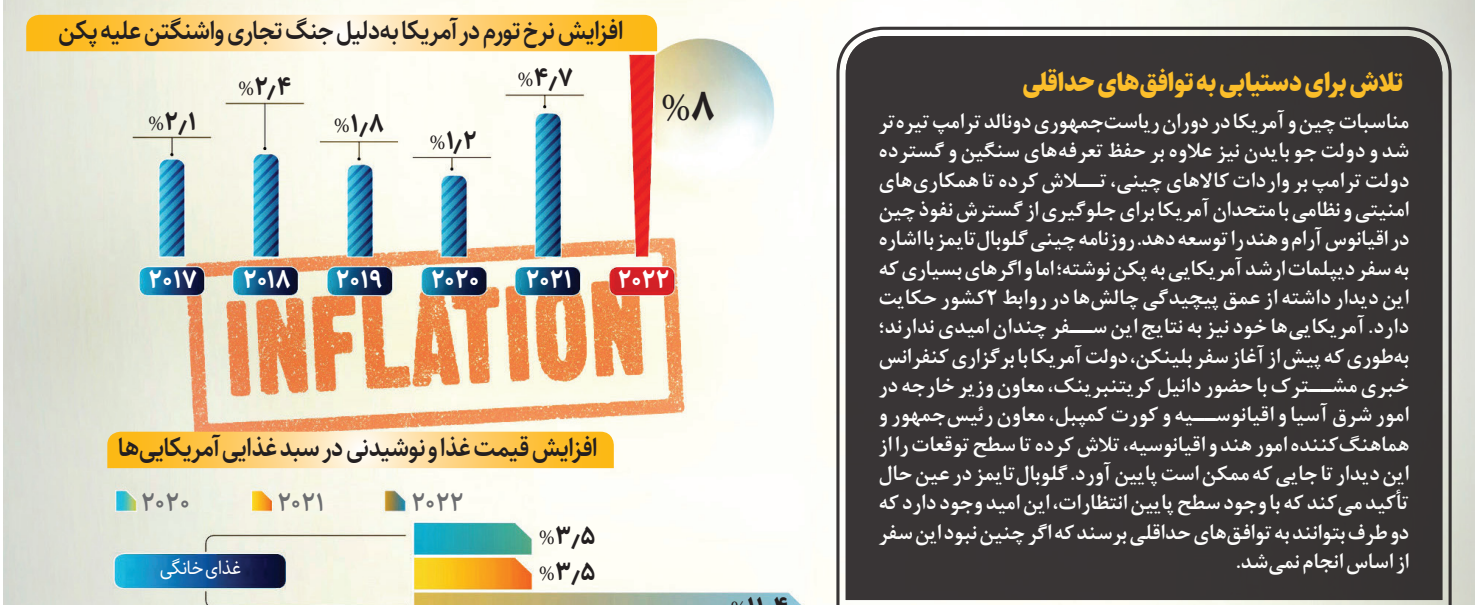 تلاش برای دستیابی به توافق‌های حداقلی
مناسبات چین و آمریکا در دوران ریاست‌جمهوری دونالد ترامپ تیره‌تر
شد و دولت جو بایدن نیز علاوه بر حفظ تعرفه‌های سنگین و گسترده
دولت ترامپ بر واردات کالاهای چینی، تــلاش کرده تا همکاری‌های
امنیتی و نظامی با متحدان آمریکا برای جلوگیری از گسترش نفوذ چین
در اقیانوس آرام و هند را توسعه دهد. روزنامه چینی گلوبال‌تایمز با اشاره
به سفر دیپلمات ارشد آمریکایی به پکن نوشته؛ اما و اگرهای بسیاری که
این دیدار داشته از عمق پیچیدگی چالش‌ها در روابط ۲کشور حکایت
دارد. آمریکایی‌ها خود نیز به نتایج این ســفر چندان امیدی ندارند؛
به‌طوری که پیش از آغاز سفر بلینکن، دولت آمریکا با برگزاری کنفرانس
خبری مشــترک با حضور دانیل کریتنبرینک، معاون وزیر خارجه در
امور شرق آسیا و اقیانوســیه و کورت کمپبل، معاون رئیس‌جمهور و
هماهنگ‌کننده امور هند و اقیانوسیه، تلاش کرده تا سطح توقعات را از
این دیدار تا جایی که ممکن است پایین آورد. گلوبال‌تایمز در عین حال
تأکید می‌کند که با وجود سطح پایین انتظارات، این امید وجود دارد که
دو طرف بتوانند به توافق‌های حداقلی برسند که اگر چنین نبود این سفر
از اساس انجام نمی‌شد.
افزایش نرخ تورم در آمریکا به‌دلیل جنگ تجاری واشنگتن علیه پکن
%۲٫۱
%۲٫۴
%۱٫۸
%۱٫۲
%۴٫۷
%۸
۲۰۱۷
۲۰۱۸
۲۰۱۹
۲۰۲۰
۲۰۲۱
۲۰۲۲
INFLATION
افزایش قیمت غذا و نوشیدنی در سبد غذایی آمریکایی‌ها
۲۰۲۰
۲۰۲۱
۲۰۲۲
غذای خانگی
%۳٫۵
%۳٫۵